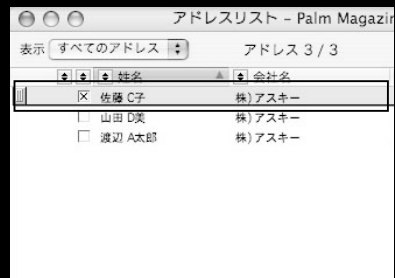 アドレスリスト – Palm Magazin
表示 すべてのアドレス アドレス 3 / 3
姓名 会社名
佐藤 C子 株)アスキー
山田 D美 株)アスキー
渡辺 A太郎 株)アスキー